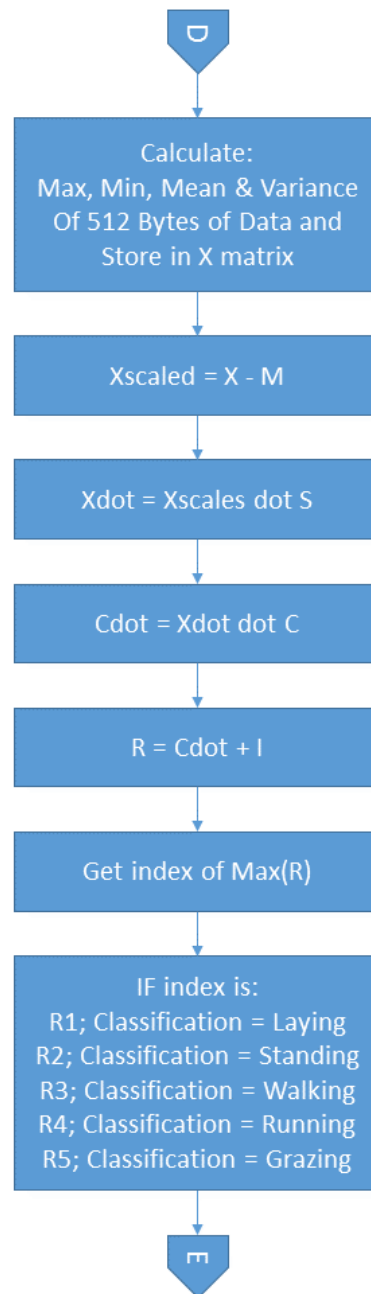 D
Calculate:
Max, Min, Mean & Variance
Of 512 Bytes of Data and
Store in X matrix
Xscaled = X - M
Xdot = Xscales dot S
Cdot = Xdot dot C
R = Cdot + I
Get index of Max(R)
IF index is:
R1; Classification = Laying
R2; Classification = Standing
R3; Classification = Walking
R4; Classification = Running
R5; Classification = Grazing
E